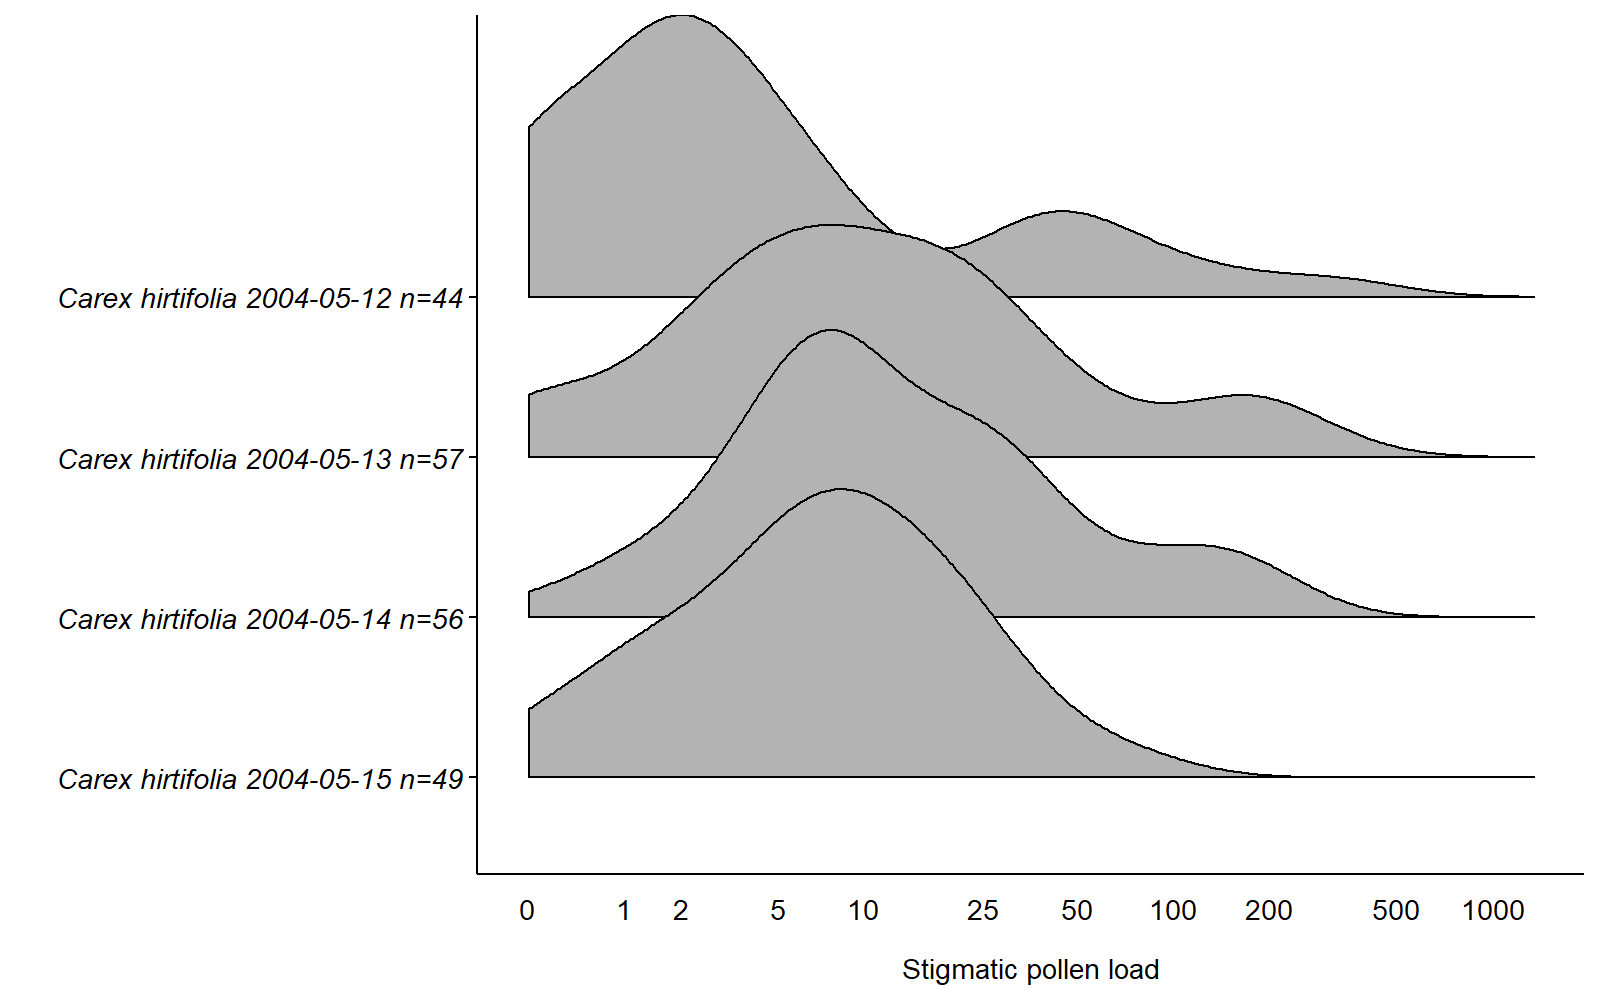 Carex hirtifolia 2004-05-12 n=44
Carex hirtifolia 2004-05-13 n=57
Carex hirtifolia 2004-05-14 n=56
Carex hirtifolia 2004-05-15 n=49
0 1 2 5 10 25 50 100 200 500 1000
Stigmatic pollen load